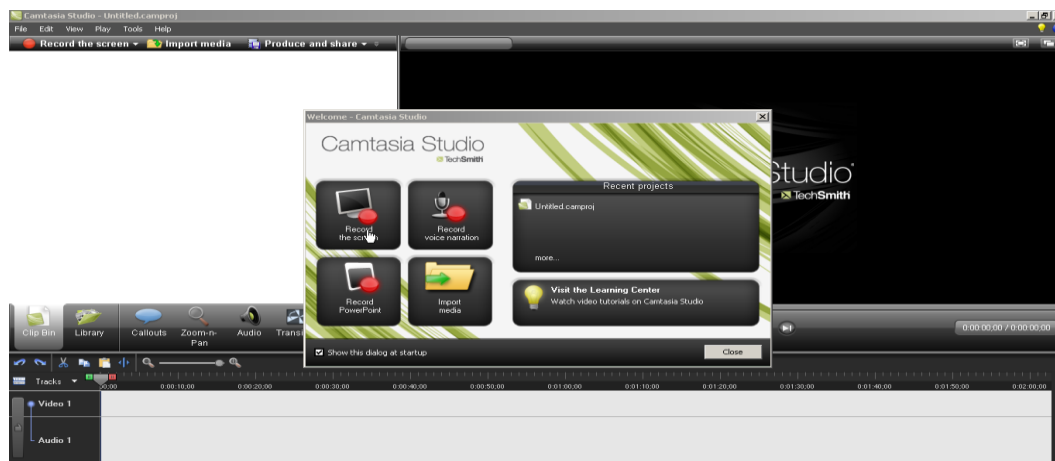 Camtasia Studio - Untitled.camproj
File Edit View Play Tools Help
Record the screen Import media Produce and share
Welcome - Camtasia Studio
Camtasia Studio
TechSmith
Record
the screen
Record
voice narration
Record
PowerPoint
Import
media
Recent projects
Untitled.camproj
more...
Visit the Learning Center
Watch video tutorials on Camtasia Studio
Show this dialog at startup
Close
Studio
TechSmith
Clip Bin Library Callouts Zoom-n-
Pan Audio
0:00:00;00 / 0:00:00;00
Tracks
0:00:10;00 0:00:20;00 0:00:30;00 0:00:40;00 0:00:50;00 0:01:00;00 0:01:10;00 0:01:20;00 0:01:30;00 0:01:40;00 0:01:50;00 0:02:00;00
Video 1
Audio 1